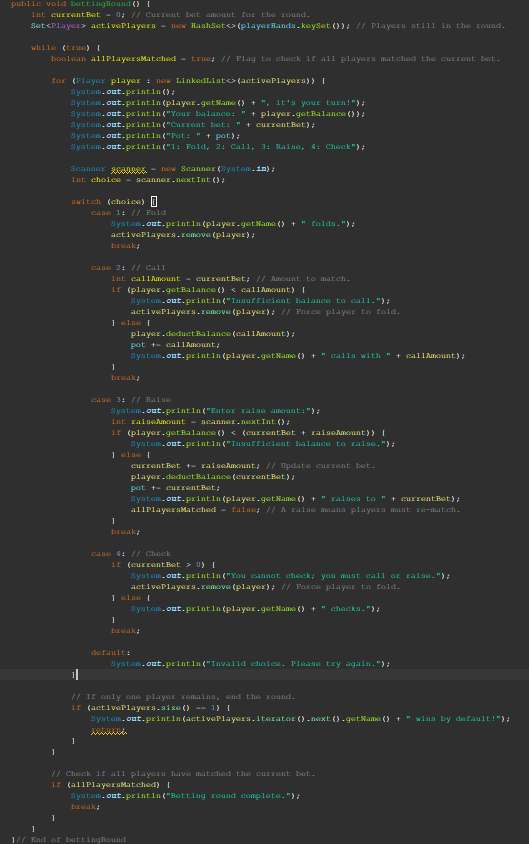 public void bettingRound() {
    int currentBet = 0; // Current bet amount for the round.
    Set<Player> activePlayers = new HashSet<>(playerHands.keySet()); // Players still in the round.

    while (true) {
        boolean allPlayersMatched = true; // Flag to check if all players matched the current bet.

        for (Player player : new LinkedList<>(activePlayers)) {
            System.out.println();
            System.out.println(player.getName() + ", it's your turn!");
            System.out.println("Your balance: " + player.getBalance());
            System.out.println("Current bet: " + currentBet);
            System.out.println("Pot: " + pot);
            System.out.println("1: Fold, 2: Call, 3: Raise, 4: Check");

            Scanner scanner = new Scanner(System.in);
            int choice = scanner.nextInt();

            switch (choice) {
                case 1: // Fold
                    System.out.println(player.getName() + " folds.");
                    activePlayers.remove(player);
                    break;

                case 2: // Call
                    int callAmount = currentBet; // Amount to match.
                    if (player.getBalance() < callAmount) {
                        System.out.println("Insufficient balance to call.");
                        activePlayers.remove(player); // Force player to fold.
                    } else {
                        player.deductBalance(callAmount);
                        pot += callAmount;
                        System.out.println(player.getName() + " calls with " + callAmount);
                    }
                    break;

                case 3: // Raise
                    System.out.println("Enter raise amount:");
                    int raiseAmount = scanner.nextInt();
                    if (player.getBalance() < (currentBet + raiseAmount)) {
                        System.out.println("Insufficient balance to raise.");
                    } else {
                        currentBet += raiseAmount; // Update current bet.
                        player.deductBalance(currentBet);
                        pot += currentBet;
                        System.out.println(player.getName() + " raises to " + currentBet);
                        allPlayersMatched = false; // A raise means players must re-match.
                    }
                    break;

                case 4: // Check
                    if (currentBet > 0) {
                        System.out.println("You cannot check; you must call or raise.");
                        activePlayers.remove(player); // Force player to fold.
                    } else {
                        System.out.println(player.getName() + " checks.");
                    }
                    break;

                default:
                    System.out.println("Invalid choice. Please try again.");
            }

            // If only one player remains, end the round.
            if (activePlayers.size() == 1) {
                System.out.println(activePlayers.iterator().next().getName() + " wins by default!");
                return;
            }
        }

        // Check if all players have matched the current bet.
        if (allPlayersMatched) {
            System.out.println("Betting round complete.");
            break;
        }
    }
}// End of bettingRound